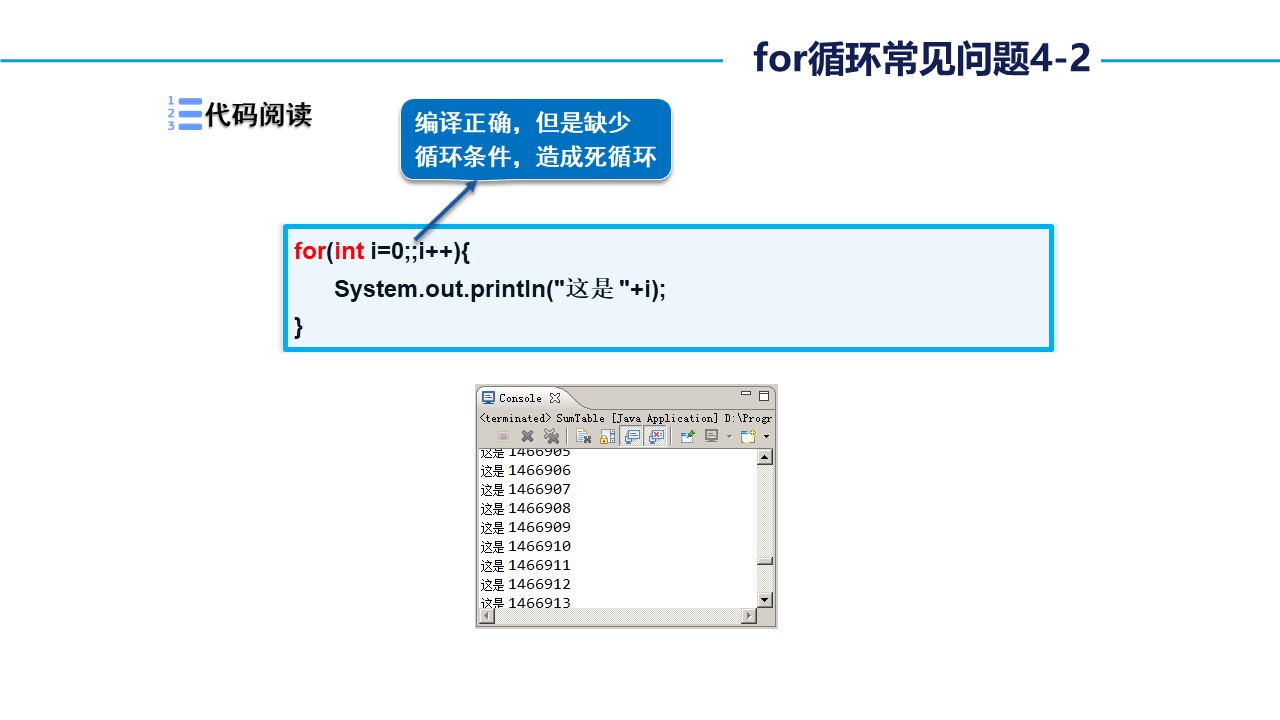 for循环常见问题4-2
1
2
3
代码阅读
编译正确，但是缺少
循环条件，造成死循环
for(int i=0;;i++){
System.out.println("这是 "+i);
}
Console
<terminated> SumTable [Java Application] D:\Progr
这是 1466905
这是 1466906
这是 1466907
这是 1466908
这是 1466909
这是 1466910
这是 1466911
这是 1466912
这是 1466913